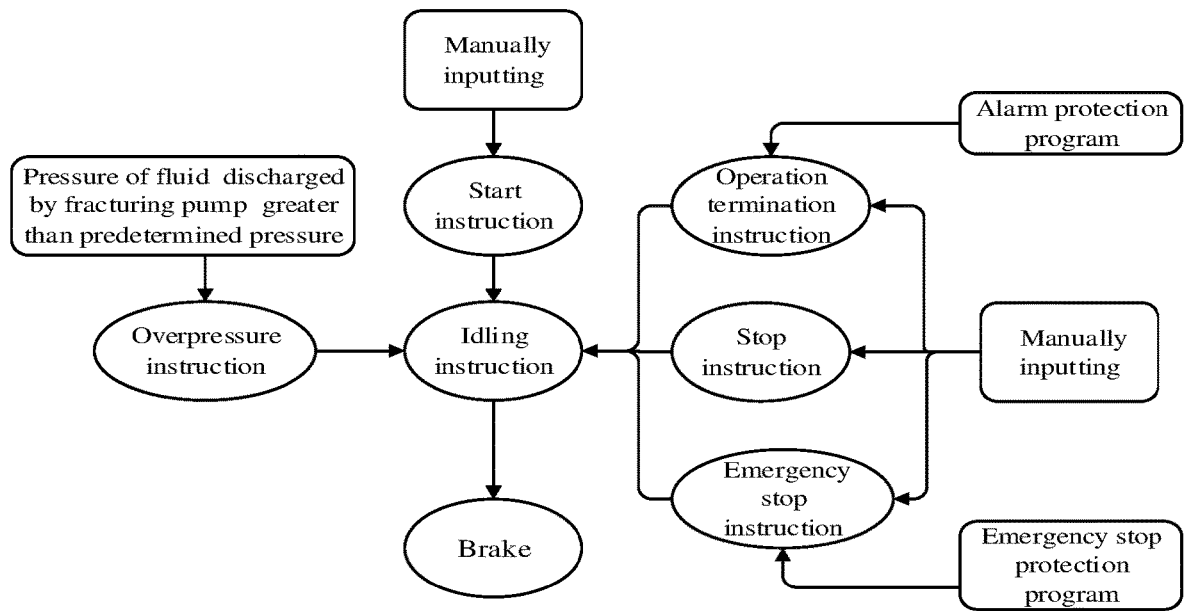 Manually
inputting
Alarm protection
program
Pressure of fluid discharged
by fracturing pump greater
than predetermined pressure
Start
instruction
Operation
termination
instruction
Overpressure
instruction
Idling
instruction
Stop
instruction
Manually
inputting
Emergency
stop
instruction
Brake
Emergency stop
protection
program